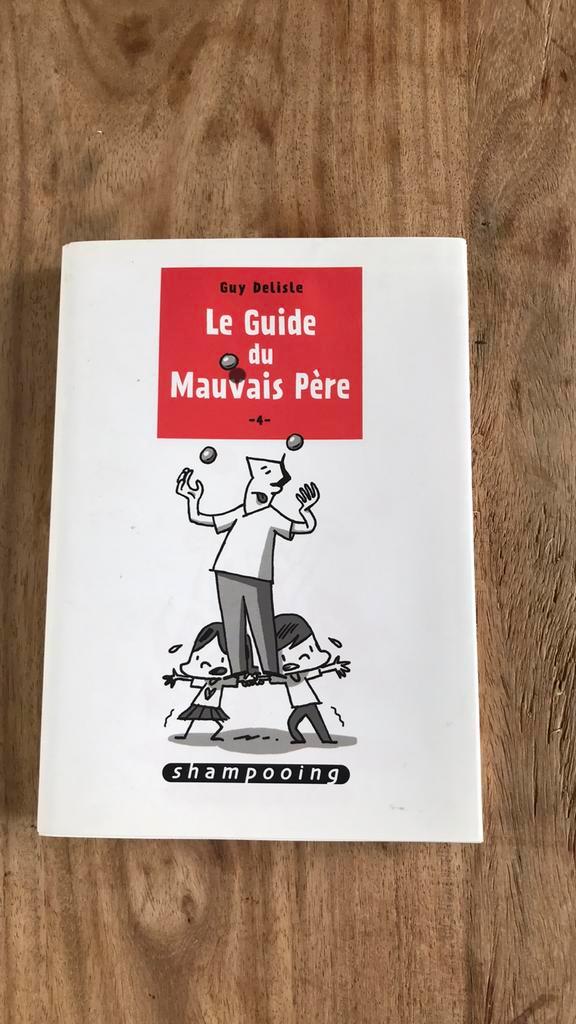 Guy Delisle
Le Guide
du
Mauvais Père
-4-
shampooing